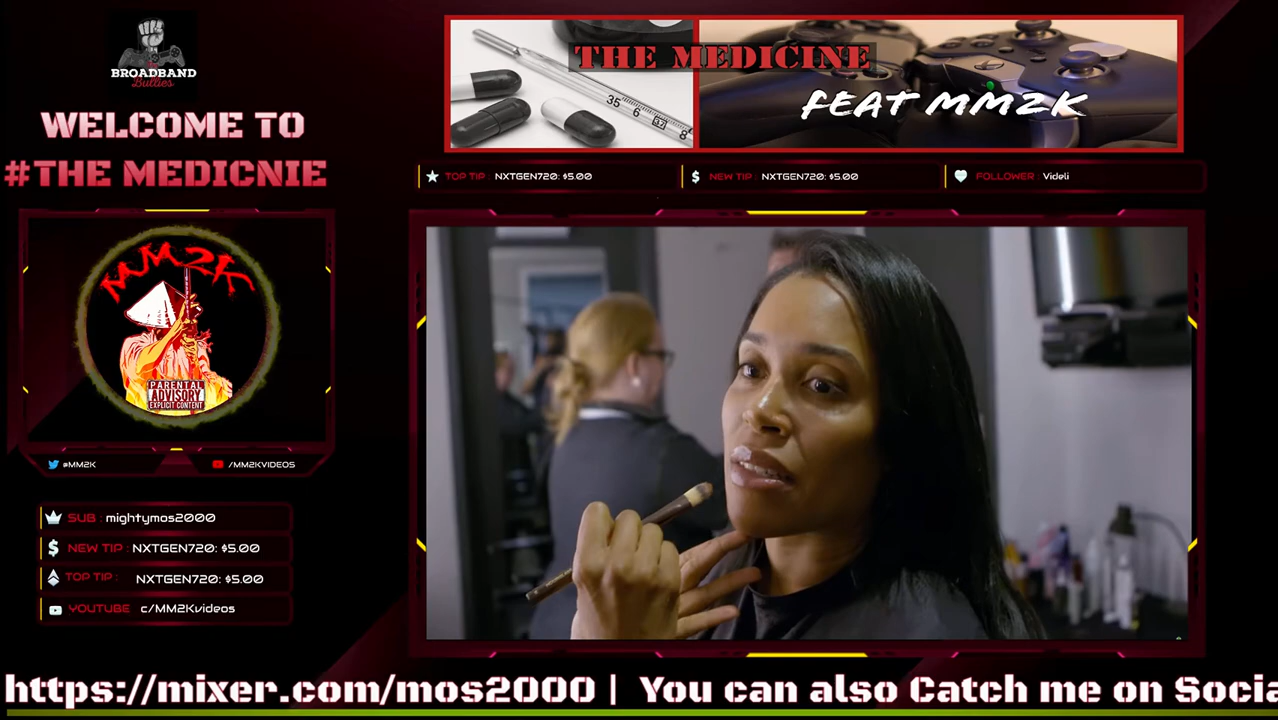 BROADBAND
Bullies
WELCOME TO
#THE MEDICNIE
THE MEDICINE
FEAT MM2K
35 6 37 8
TOP TIP : NXTGEN720: $5.00
NEW TIP : NXTGEN720: $5.00
FOLLOWER : Videli
MM2K
PARENTAL
ADVISORY
EXPLICIT CONTENT
@MM2K
/MM2KVIDEOS
SUB : mightymos2000
NEW TIP : NXTGEN720: $5.00
TOP TIP : NXTGEN720: $5.00
YOUTUBE c/MM2Kvideos
https://mixer.com/mos2000 | You can also Catch me on Socia